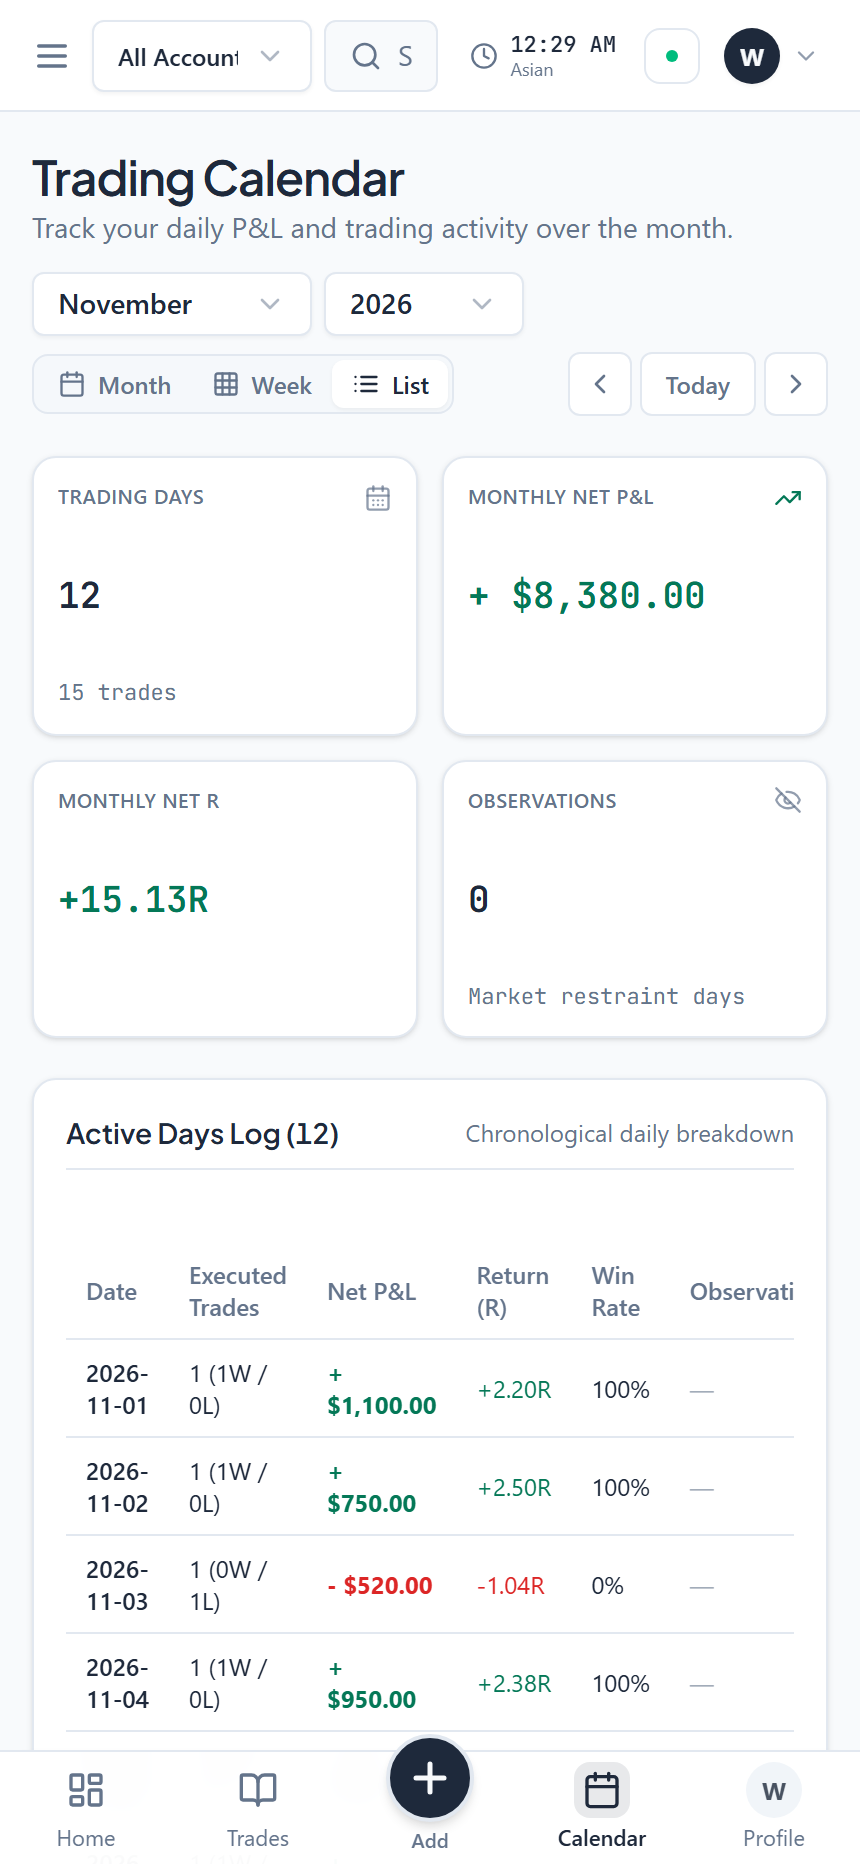 All Account
S
12:29 AM
Asian
W
Trading Calendar
Track your daily P&L and trading activity over the month.
November
2026
Month
Week
List
Today
TRADING DAYS
12
15 trades
MONTHLY NET P&L
+ $8,380.00
MONTHLY NET R
+15.13R
OBSERVATIONS
0
Market restraint days
Active Days Log (12)
Chronological daily breakdown
Date
Executed
Trades
Net P&L
Return
(R)
Win
Rate
Observati
2026-
11-01
1 (1W /
0L)
+
$1,100.00
+2.20R
100%
—
2026-
11-02
1 (1W /
0L)
+
$750.00
+2.50R
100%
—
2026-
11-03
1 (0W /
1L)
- $520.00
-1.04R
0%
—
2026-
11-04
1 (1W /
0L)
+
$950.00
+2.38R
100%
—
Home
Trades
Add
Calendar
W
Profile